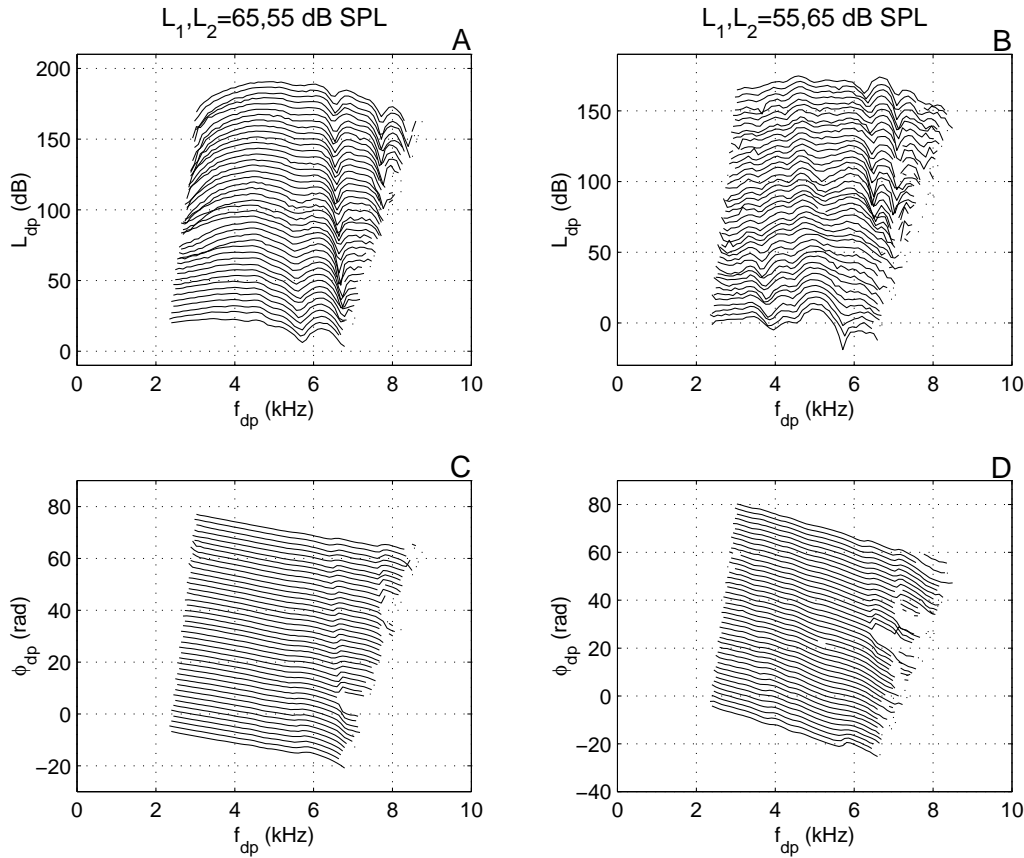 L1,L2=65,55 dB SPL
L1,L2=55,65 dB SPL
A
200
150
100
50
0
Ldp (dB)
0 2 4 6 8 10
fdp (kHz)
B
150
100
50
0
Ldp (dB)
0 2 4 6 8 10
fdp (kHz)
C
80
60
40
20
0
−20
ϕdp (rad)
0 2 4 6 8 10
fdp (kHz)
D
80
60
40
20
0
−20
−40
ϕdp (rad)
0 2 4 6 8 10
fdp (kHz)